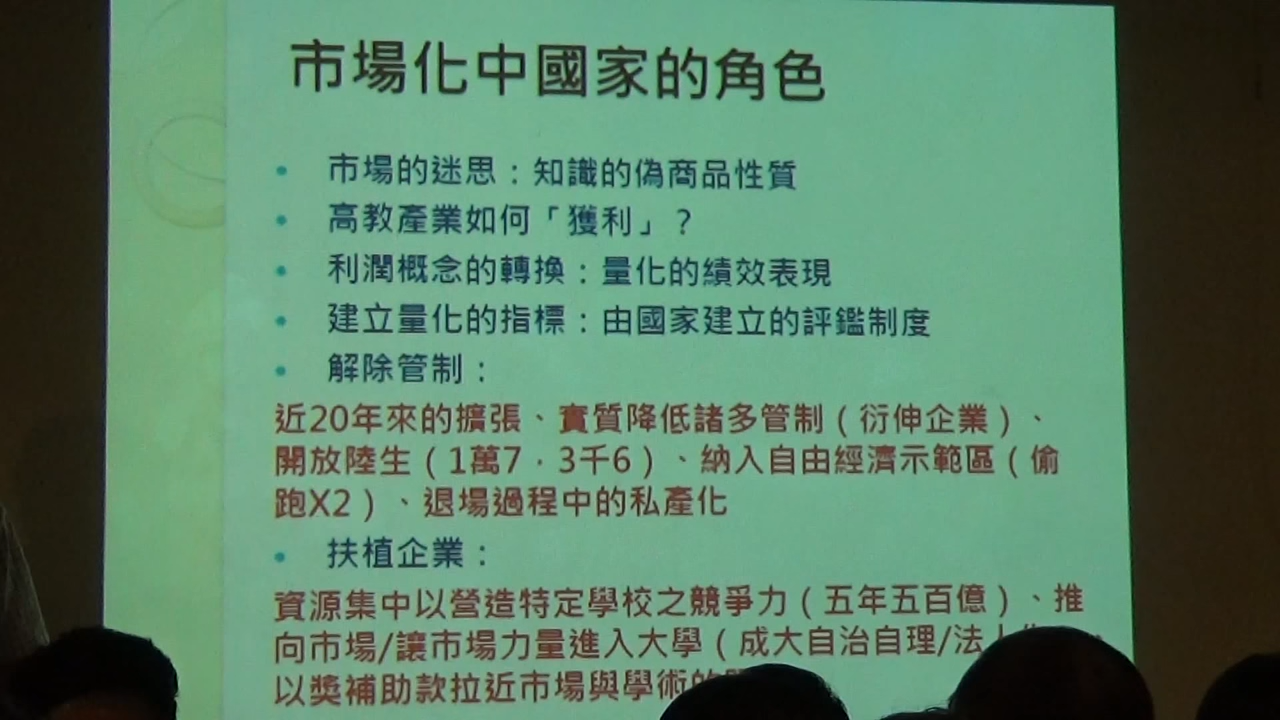 市場化中國家的角色
• 市場的迷思：知識的偽商品性質
• 高教產業如何「獲利」？
• 利潤概念的轉換：量化的績效表現
• 建立量化的指標：由國家建立的評鑑制度
• 解除管制：
近20年來的擴張、實質降低諸多管制（衍伸企業）、
開放陸生（1萬7．3千6）、納入自由經濟示範區（偷
跑X2）、退場過程中的私產化
• 扶植企業：
資源集中以營造特定學校之競爭力（五年五百億）、推
向市場/讓市場力量進入大學（成大自治自理/法人
以獎補助款拉近市場與學術的